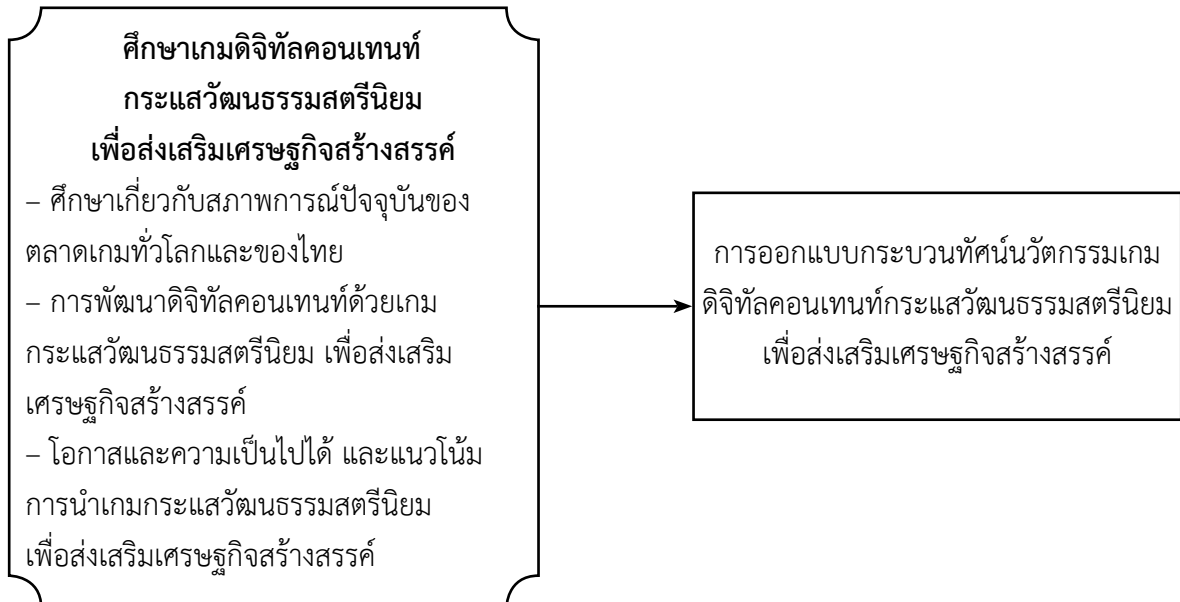 ศึกษาเกมดิจิทัลคอนเทนท์
กระแสวัฒนธรรมสตรีนิยม
เพื่อส่งเสริมเศรษฐกิจสร้างสรรค์
– ศึกษาเกี่ยวกับสภาพการณ์ปัจจุบันของ
ตลาดเกมทั่วโลกและของไทย
– การพัฒนาดิจิทัลคอนเทนท์ด้วยเกม
กระแสวัฒนธรรมสตรีนิยม เพื่อส่งเสริม
เศรษฐกิจสร้างสรรค์
– โอกาสและความเป็นไปได้ และแนวโน้ม
การนำเกมกระแสวัฒนธรรมสตรีนิยม
เพื่อส่งเสริมเศรษฐกิจสร้างสรรค์
การออกแบบกระบวนทัศน์นวัตกรรมเกม
ดิจิทัลคอนเทนท์กระแสวัฒนธรรมสตรีนิยม
เพื่อส่งเสริมเศรษฐกิจสร้างสรรค์